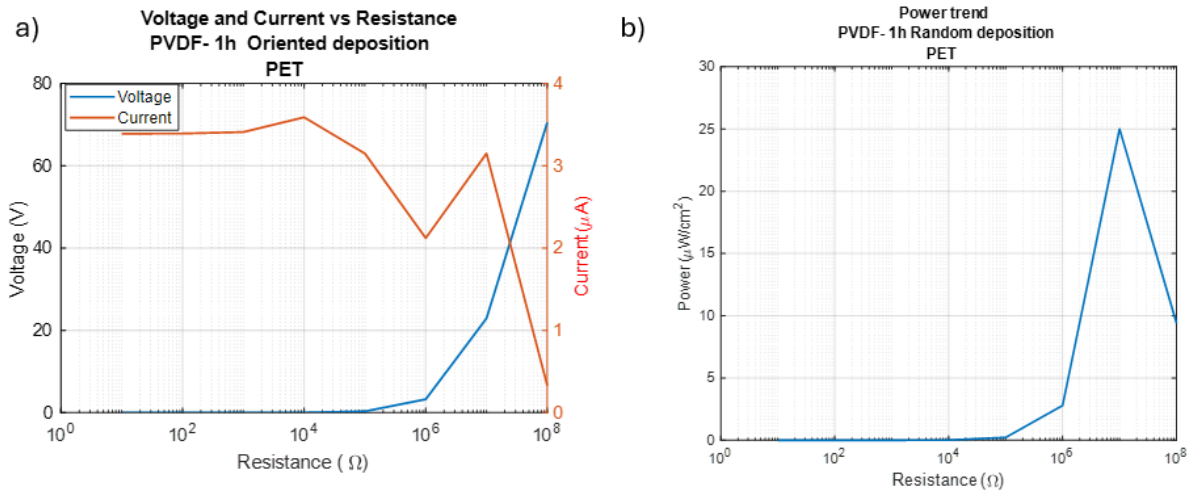 a)
Voltage and Current vs Resistance
PVDF- 1h  Oriented deposition
PET
Voltage
Current
80
60
40
20
0
Voltage (V)
4
3
2
1
0
Current(μA)
10^0
10^2
10^4
10^6
10^8
Resistance ( Ω)
b)
Power trend
PVDF- 1h Random deposition
PET
30
25
20
15
10
5
0
Power (μW/cm^2)
10^0
10^2
10^4
10^6
10^8
Resistance (Ω)